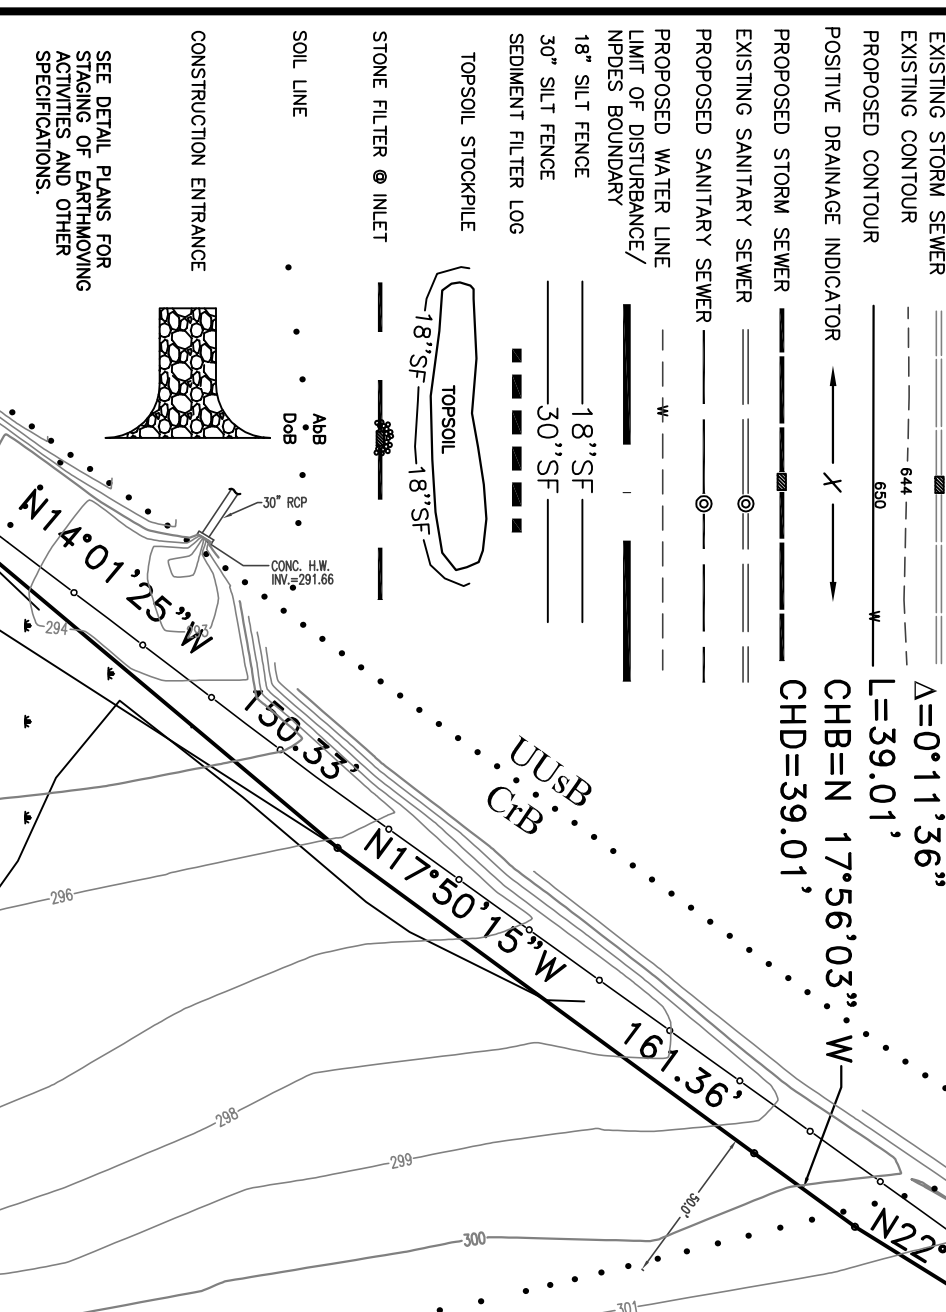 EXISTING STORM SEWER
EXISTING CONTOUR
644
PROPOSED CONTOUR
650
W
POSITIVE DRAINAGE INDICATOR
X
PROPOSED STORM SEWER
EXISTING SANITARY SEWER
PROPOSED SANITARY SEWER
PROPOSED WATER LINE
W
LIMIT OF DISTURBANCE/
NPDES BOUNDARY
18" SILT FENCE
18"SF
30" SILT FENCE
30"SF
SEDIMENT FILTER LOG
TOPSOIL STOCKPILE
TOPSOIL
18"SF
18"SF
STONE FILTER @ INLET
SOIL LINE
AbB
DoB
CONSTRUCTION ENTRANCE
SEE DETAIL PLANS FOR
STAGING OF EARTHMOVING
ACTIVITIES AND OTHER
SPECIFICATIONS.
Δ=0°11'36"
L=39.01'
CHB=N 17°56'03" W
CHD=39.01'
UUsB
CrB
30" RCP
CONC. H.W.
INV.=291.66
N14°01'25"W
150.33'
N17°50'15"W
161.36'
N22°
50.0'
293
294
296
298
299
300
301